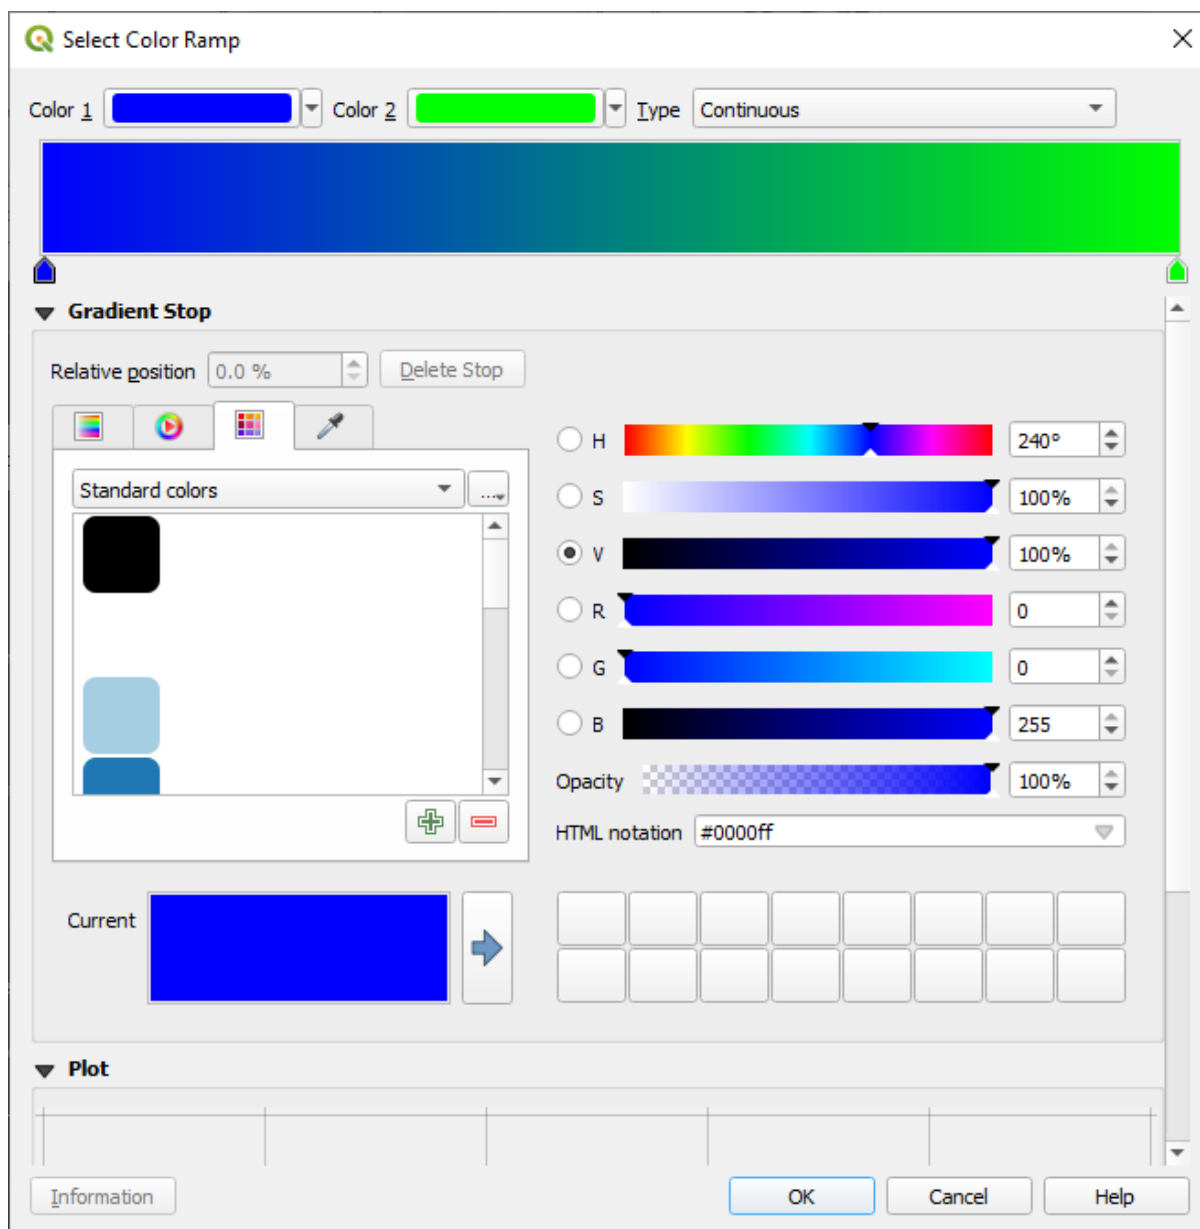 Select Color Ramp
Color 1 Color 2 Type Continuous
Gradient Stop
Relative position 0.0 % Delete Stop
H 240°
Standard colors ...
S 100%
V 100%
R 0
G 0
B 255
Opacity 100%
HTML notation #0000ff
Current
Plot
Information OK Cancel Help